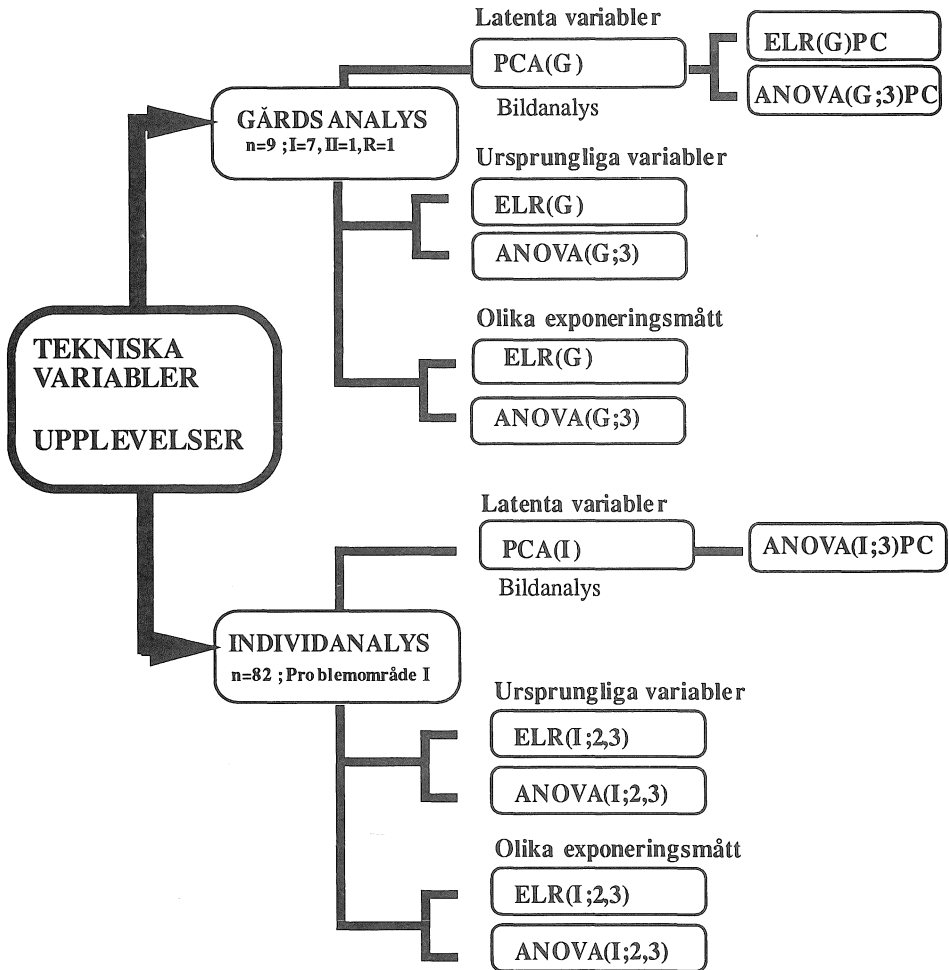 Latenta variabler
PCA(G)
Bildanalys
ELR(G)PC
ANOVA(G;3)PC
GÅRDSANALYS
n=9 ;I=7, II=1, R=1
Ursprungliga variabler
ELR(G)
ANOVA(G;3)
Olika exponeringsmått
ELR(G)
ANOVA(G;3)
TEKNISKA
VARIABLER
UPPLEVELSER
Latenta variabler
PCA(I)
Bildanalys
ANOVA(I;3)PC
INDIVIDANALYS
n=82 ; Problemområde I
Ursprungliga variabler
ELR(I;2,3)
ANOVA(I;2,3)
Olika exponeringsmått
ELR(I;2,3)
ANOVA(I;2,3)